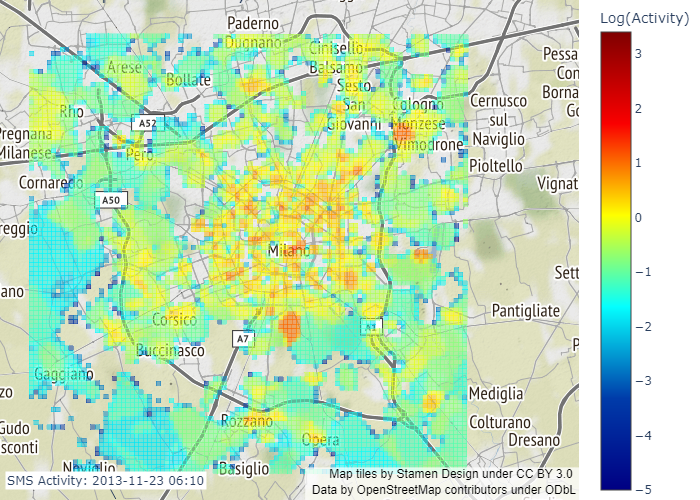 Log(Activity)
Paderno
Dugnano
Cinisello
Balsamo
Arese
Bollate
Sesto
San
Giovanni
Cologno
Monzese
Vimodrone
Cernusco
sul
Naviglio
Pioltello
Pessa
Con
Borna
Go
Rho
A52
Pero
Pregnana
Milanese
Cornaredo
A50
reggio
Vignat
Milano
Sett
ano
Pantigliate
Corsico
A7
Buccinasco
Gaggiano
zo
Mediglia
Colturano
Dresano
Gudo
sconti
Rozzano
Opera
Noviglio
Basiglio
SMS Activity: 2013-11-23 06:10
Map tiles by Stamen Design under CC BY 3.0
Data by OpenStreetMap contributors under ODbL
3
2
1
0
−1
−2
−3
−4
−5